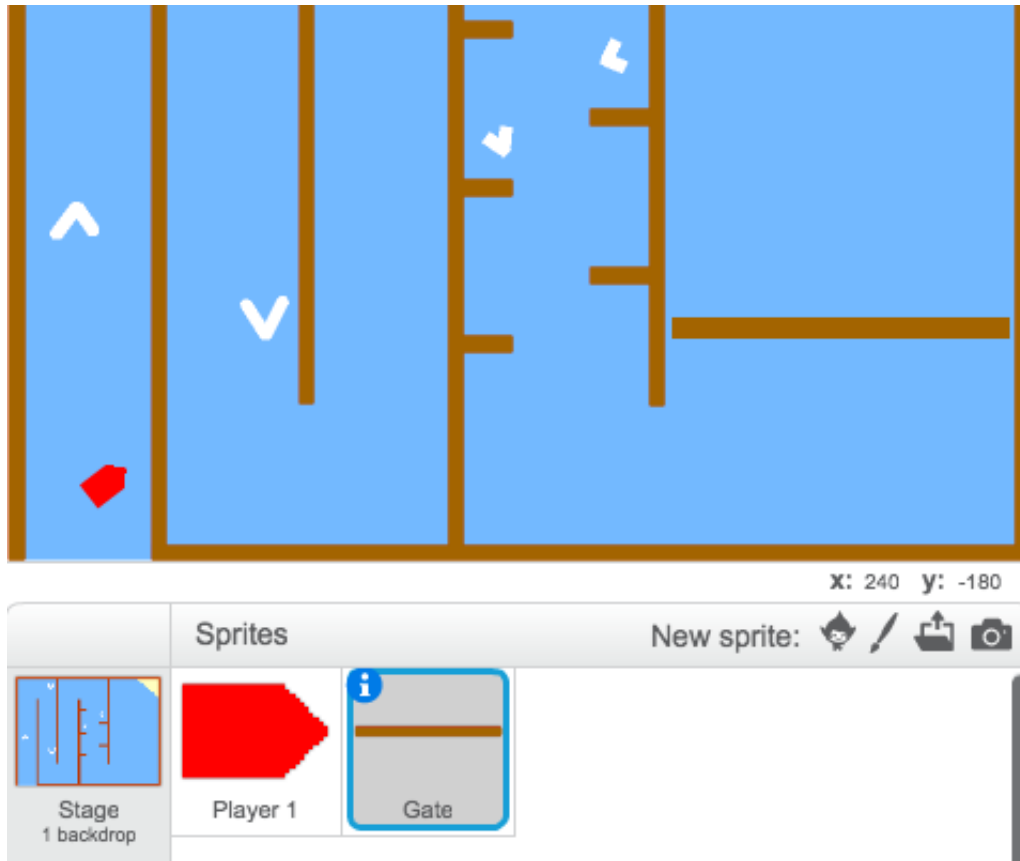 x: 240 y: -180
Sprites New sprite:
Stage
1 backdrop
Player 1
Gate